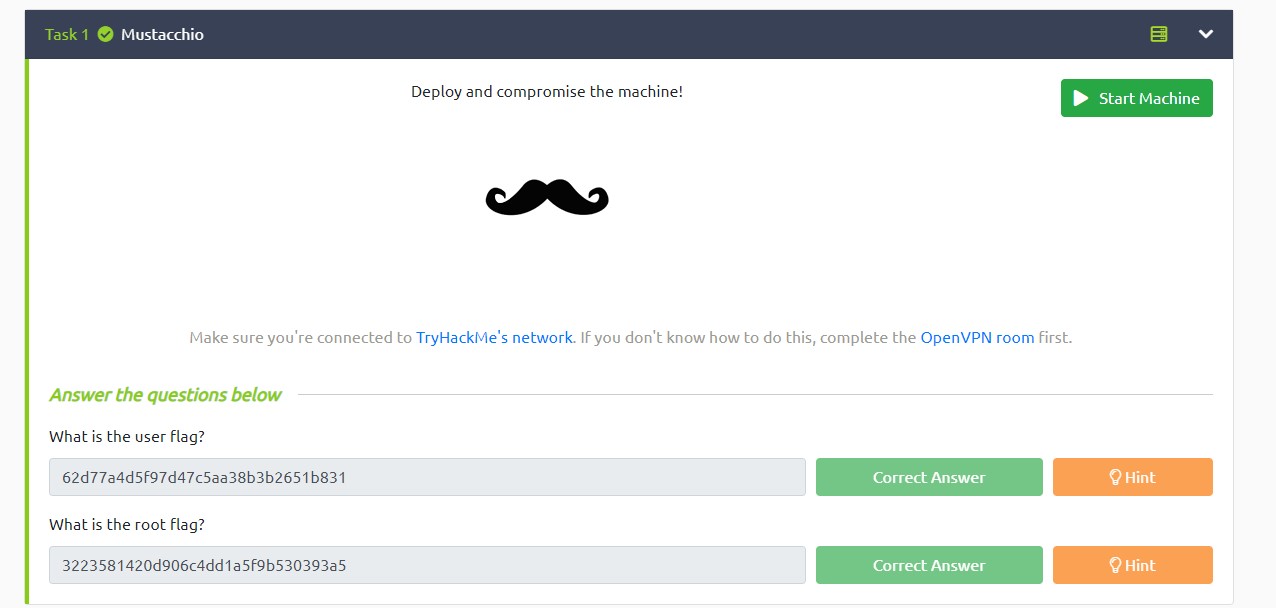 Task 1 Mustacchio
Deploy and compromise the machine!
Start Machine
Make sure you're connected to TryHackMe's network. If you don't know how to do this, complete the OpenVPN room first.
Answer the questions below
What is the user flag?
62d77a4d5f97d47c5aa38b3b2651b831
Correct Answer
Hint
What is the root flag?
3223581420d906c4dd1a5f9b530393a5
Correct Answer
Hint